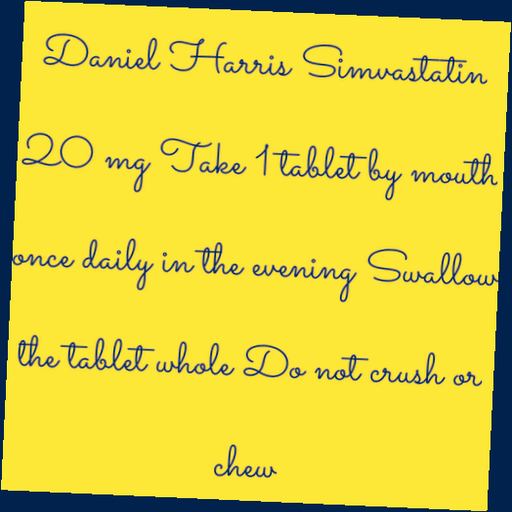 Daniel Harris Simvastatin
20 mg Take 1 tablet by mouth
once daily in the evening Swallow
the tablet whole Do not crush or
chew